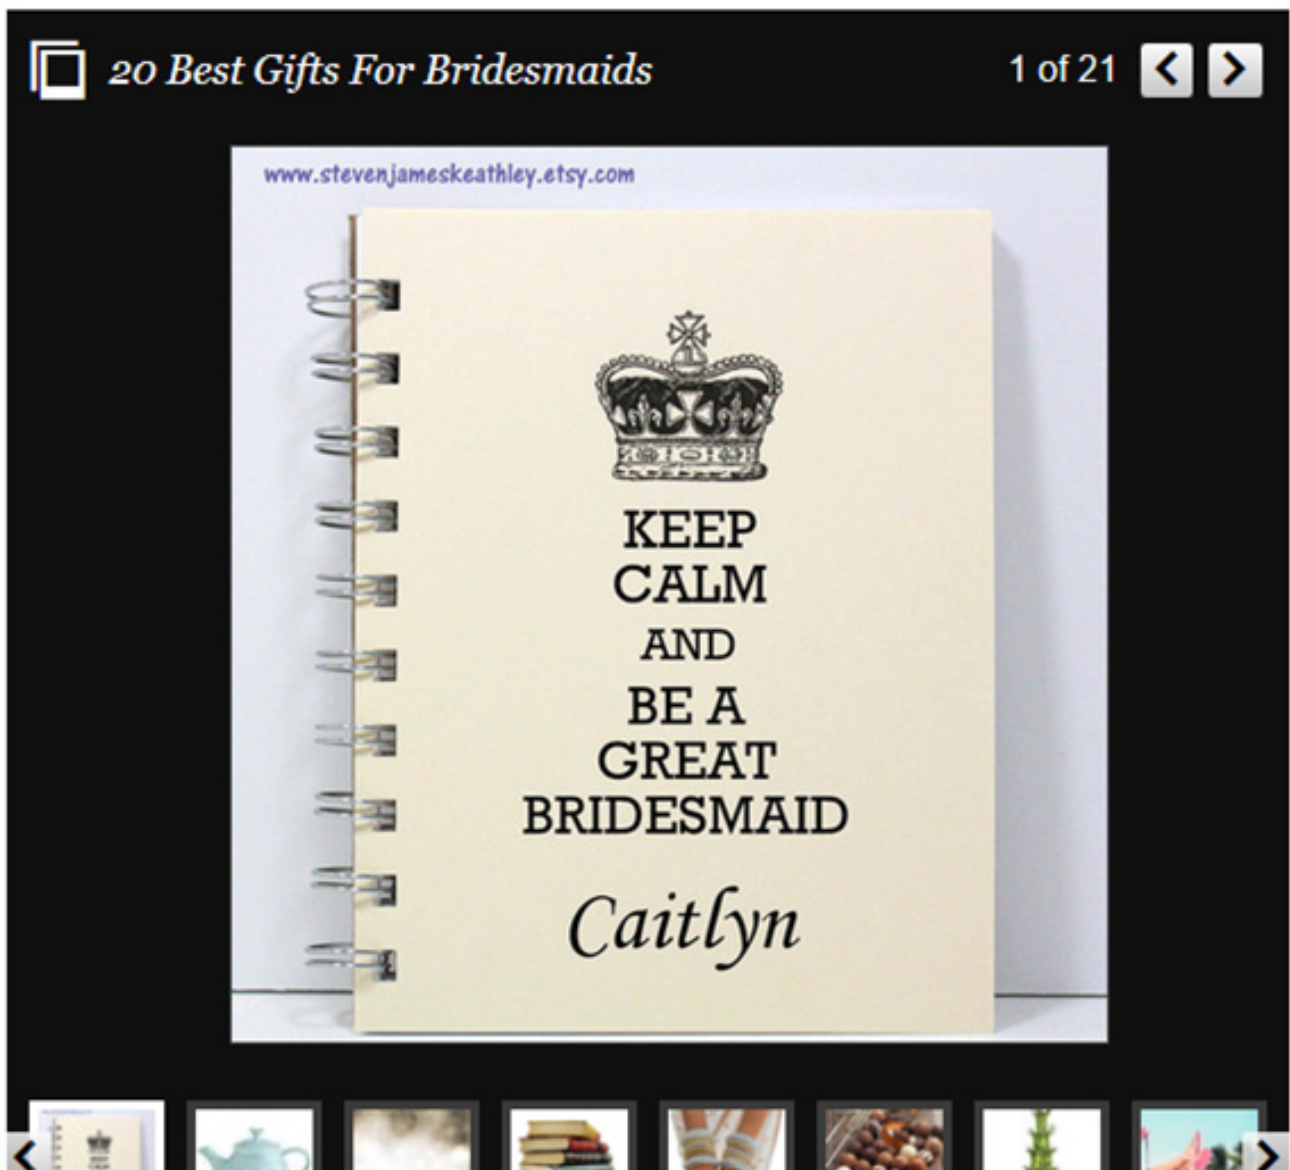 20 Best Gifts For Bridesmaids
1 of 21
www.stevenjameskeathley.etsy.com
KEEP
CALM
AND
BE A
GREAT
BRIDESMAID
Caitlyn